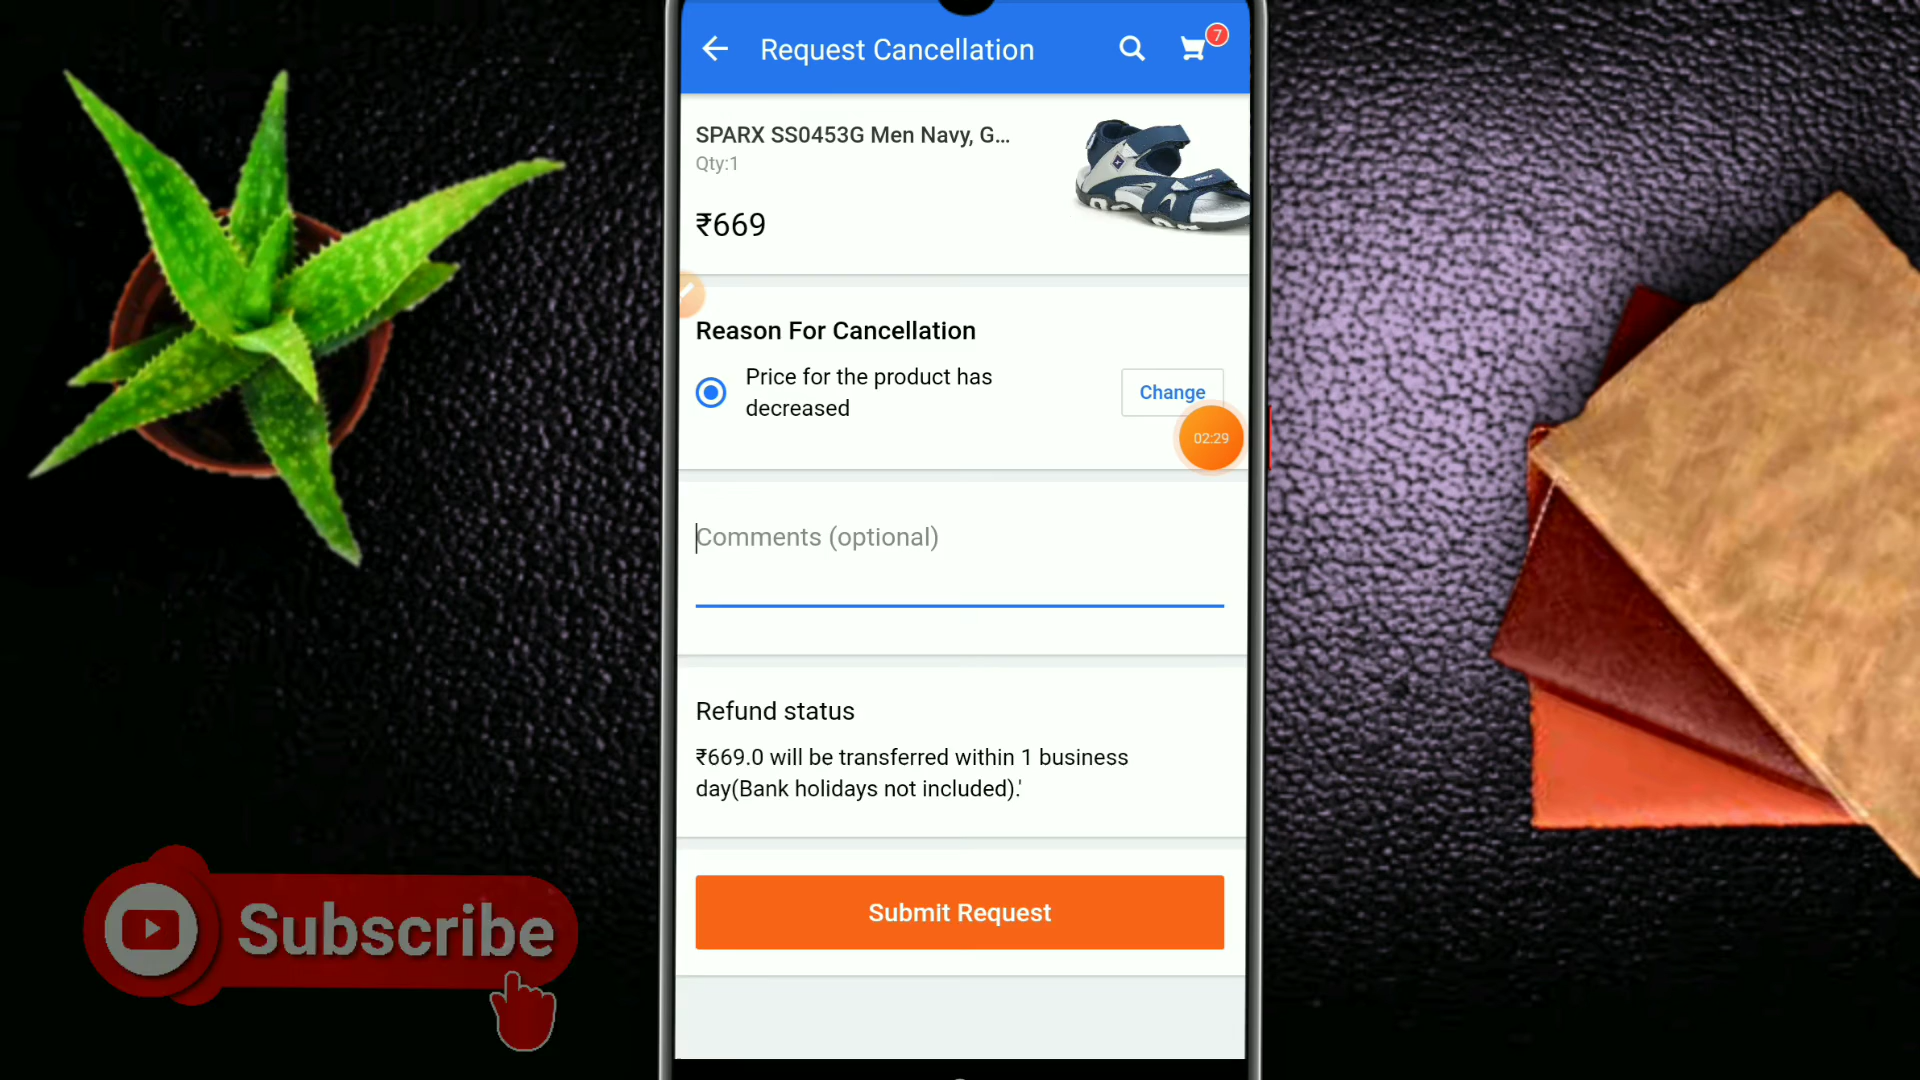 Request Cancellation
7
SPARX SS0453G Men Navy, G...
Qty:1
₹669
Reason For Cancellation
Price for the product has
decreased
Change
02:29
Comments (optional)
Refund status
₹669.0 will be transferred within 1 business
day(Bank holidays not included).'
Submit Request
Subscribe